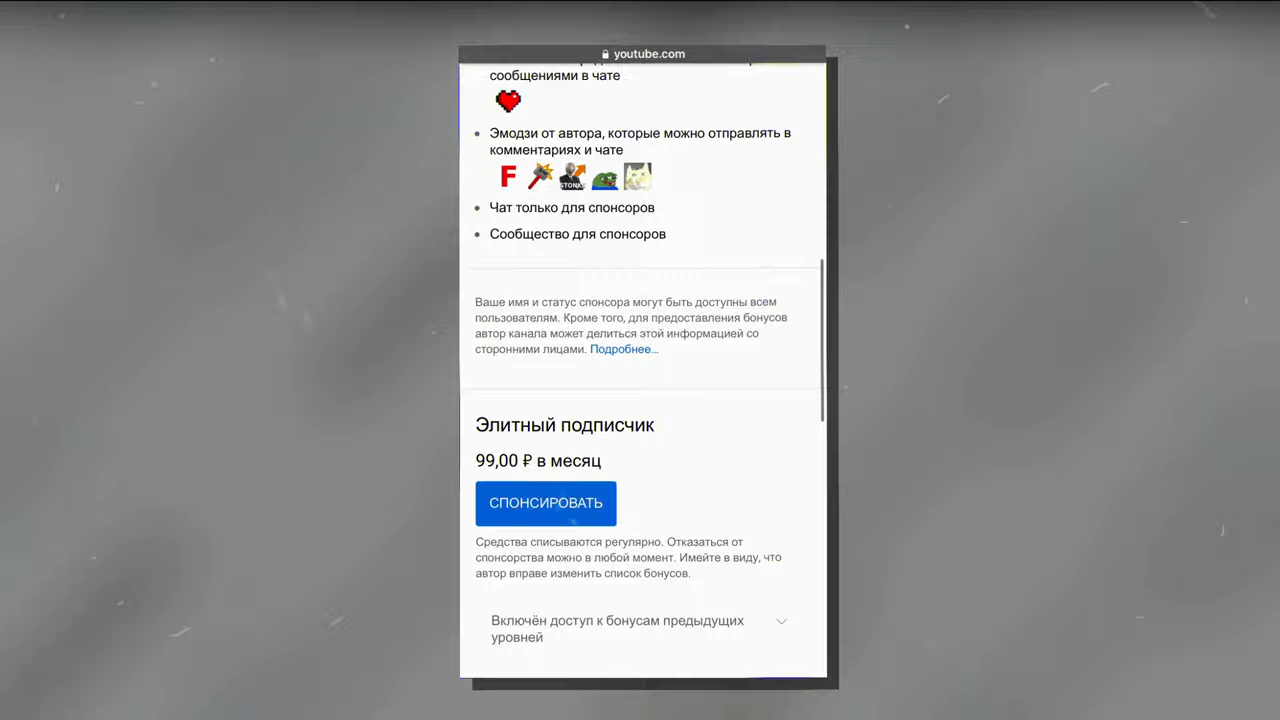 youtube.com
сообщениями в чате
Эмодзи от автора, которые можно отправлять в
комментариях и чате
F
STONKS
Чат только для спонсоров
Сообщество для спонсоров
Ваше имя и статус спонсора могут быть доступны всем
пользователям. Кроме того, для предоставления бонусов
автор канала может делиться этой информацией со
сторонними лицами. Подробнее...
Элитный подписчик
99,00 ₽ в месяц
СПОНСИРОВАТЬ
Средства списываются регулярно. Отказаться от
спонсорства можно в любой момент. Имейте в виду, что
автор вправе изменить список бонусов.
Включён доступ к бонусам предыдущих
уровней